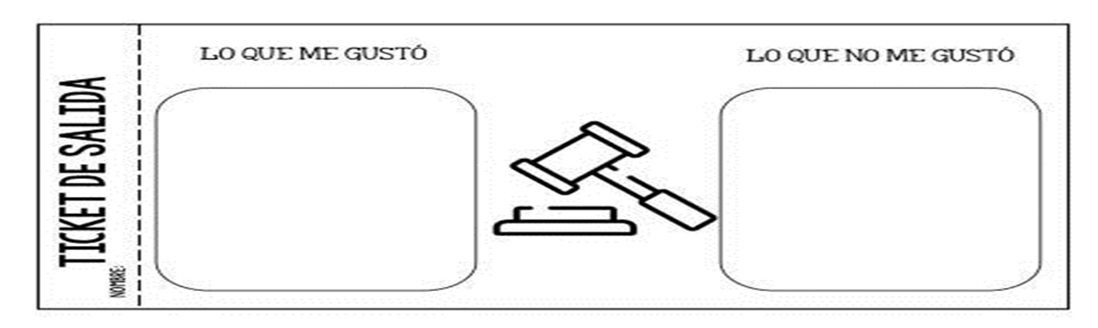 TICKET DE SALIDA
NOMBRE:
LO QUE ME GUSTÓ
LO QUE NO ME GUSTÓ